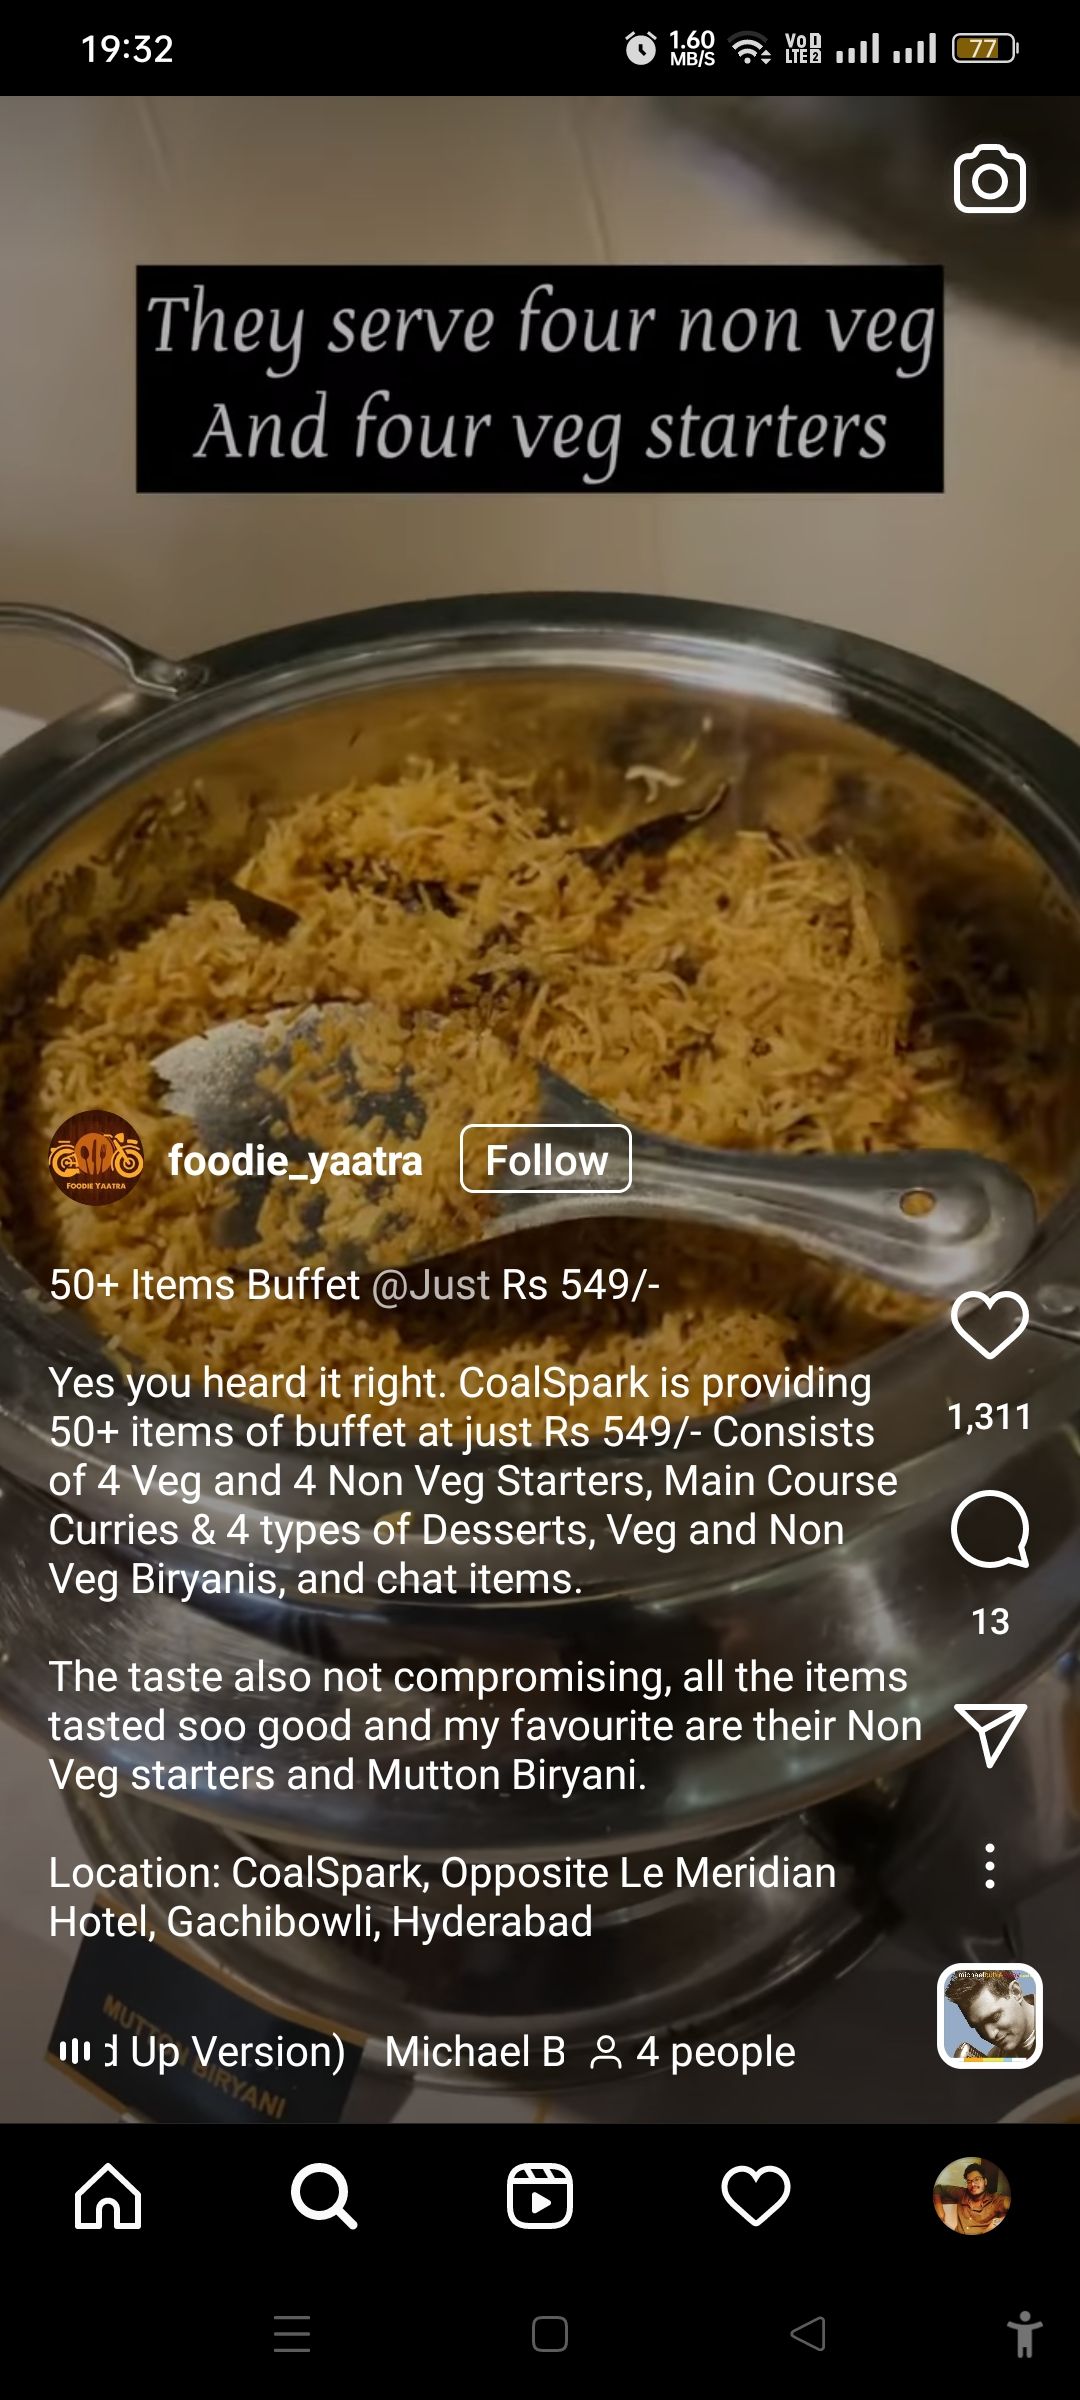 19:32
1.60
MB/S
Vo 1
LTE 2
77
They serve four non veg
And four veg starters
FOODIE YAATRA
foodie_yaatra
Follow
50+ Items Buffet @Just Rs 549/-
Yes you heard it right. CoalSpark is providing
50+ items of buffet at just Rs 549/- Consists
of 4 Veg and 4 Non Veg Starters, Main Course
Curries & 4 types of Desserts, Veg and Non
Veg Biryanis, and chat items.
The taste also not compromising, all the items
tasted soo good and my favourite are their Non
Veg starters and Mutton Biryani.
Location: CoalSpark, Opposite Le Meridian
Hotel, Gachibowli, Hyderabad
1,311
13
MUTTON
BIRYANI
d Up Version) Michael B 4 people